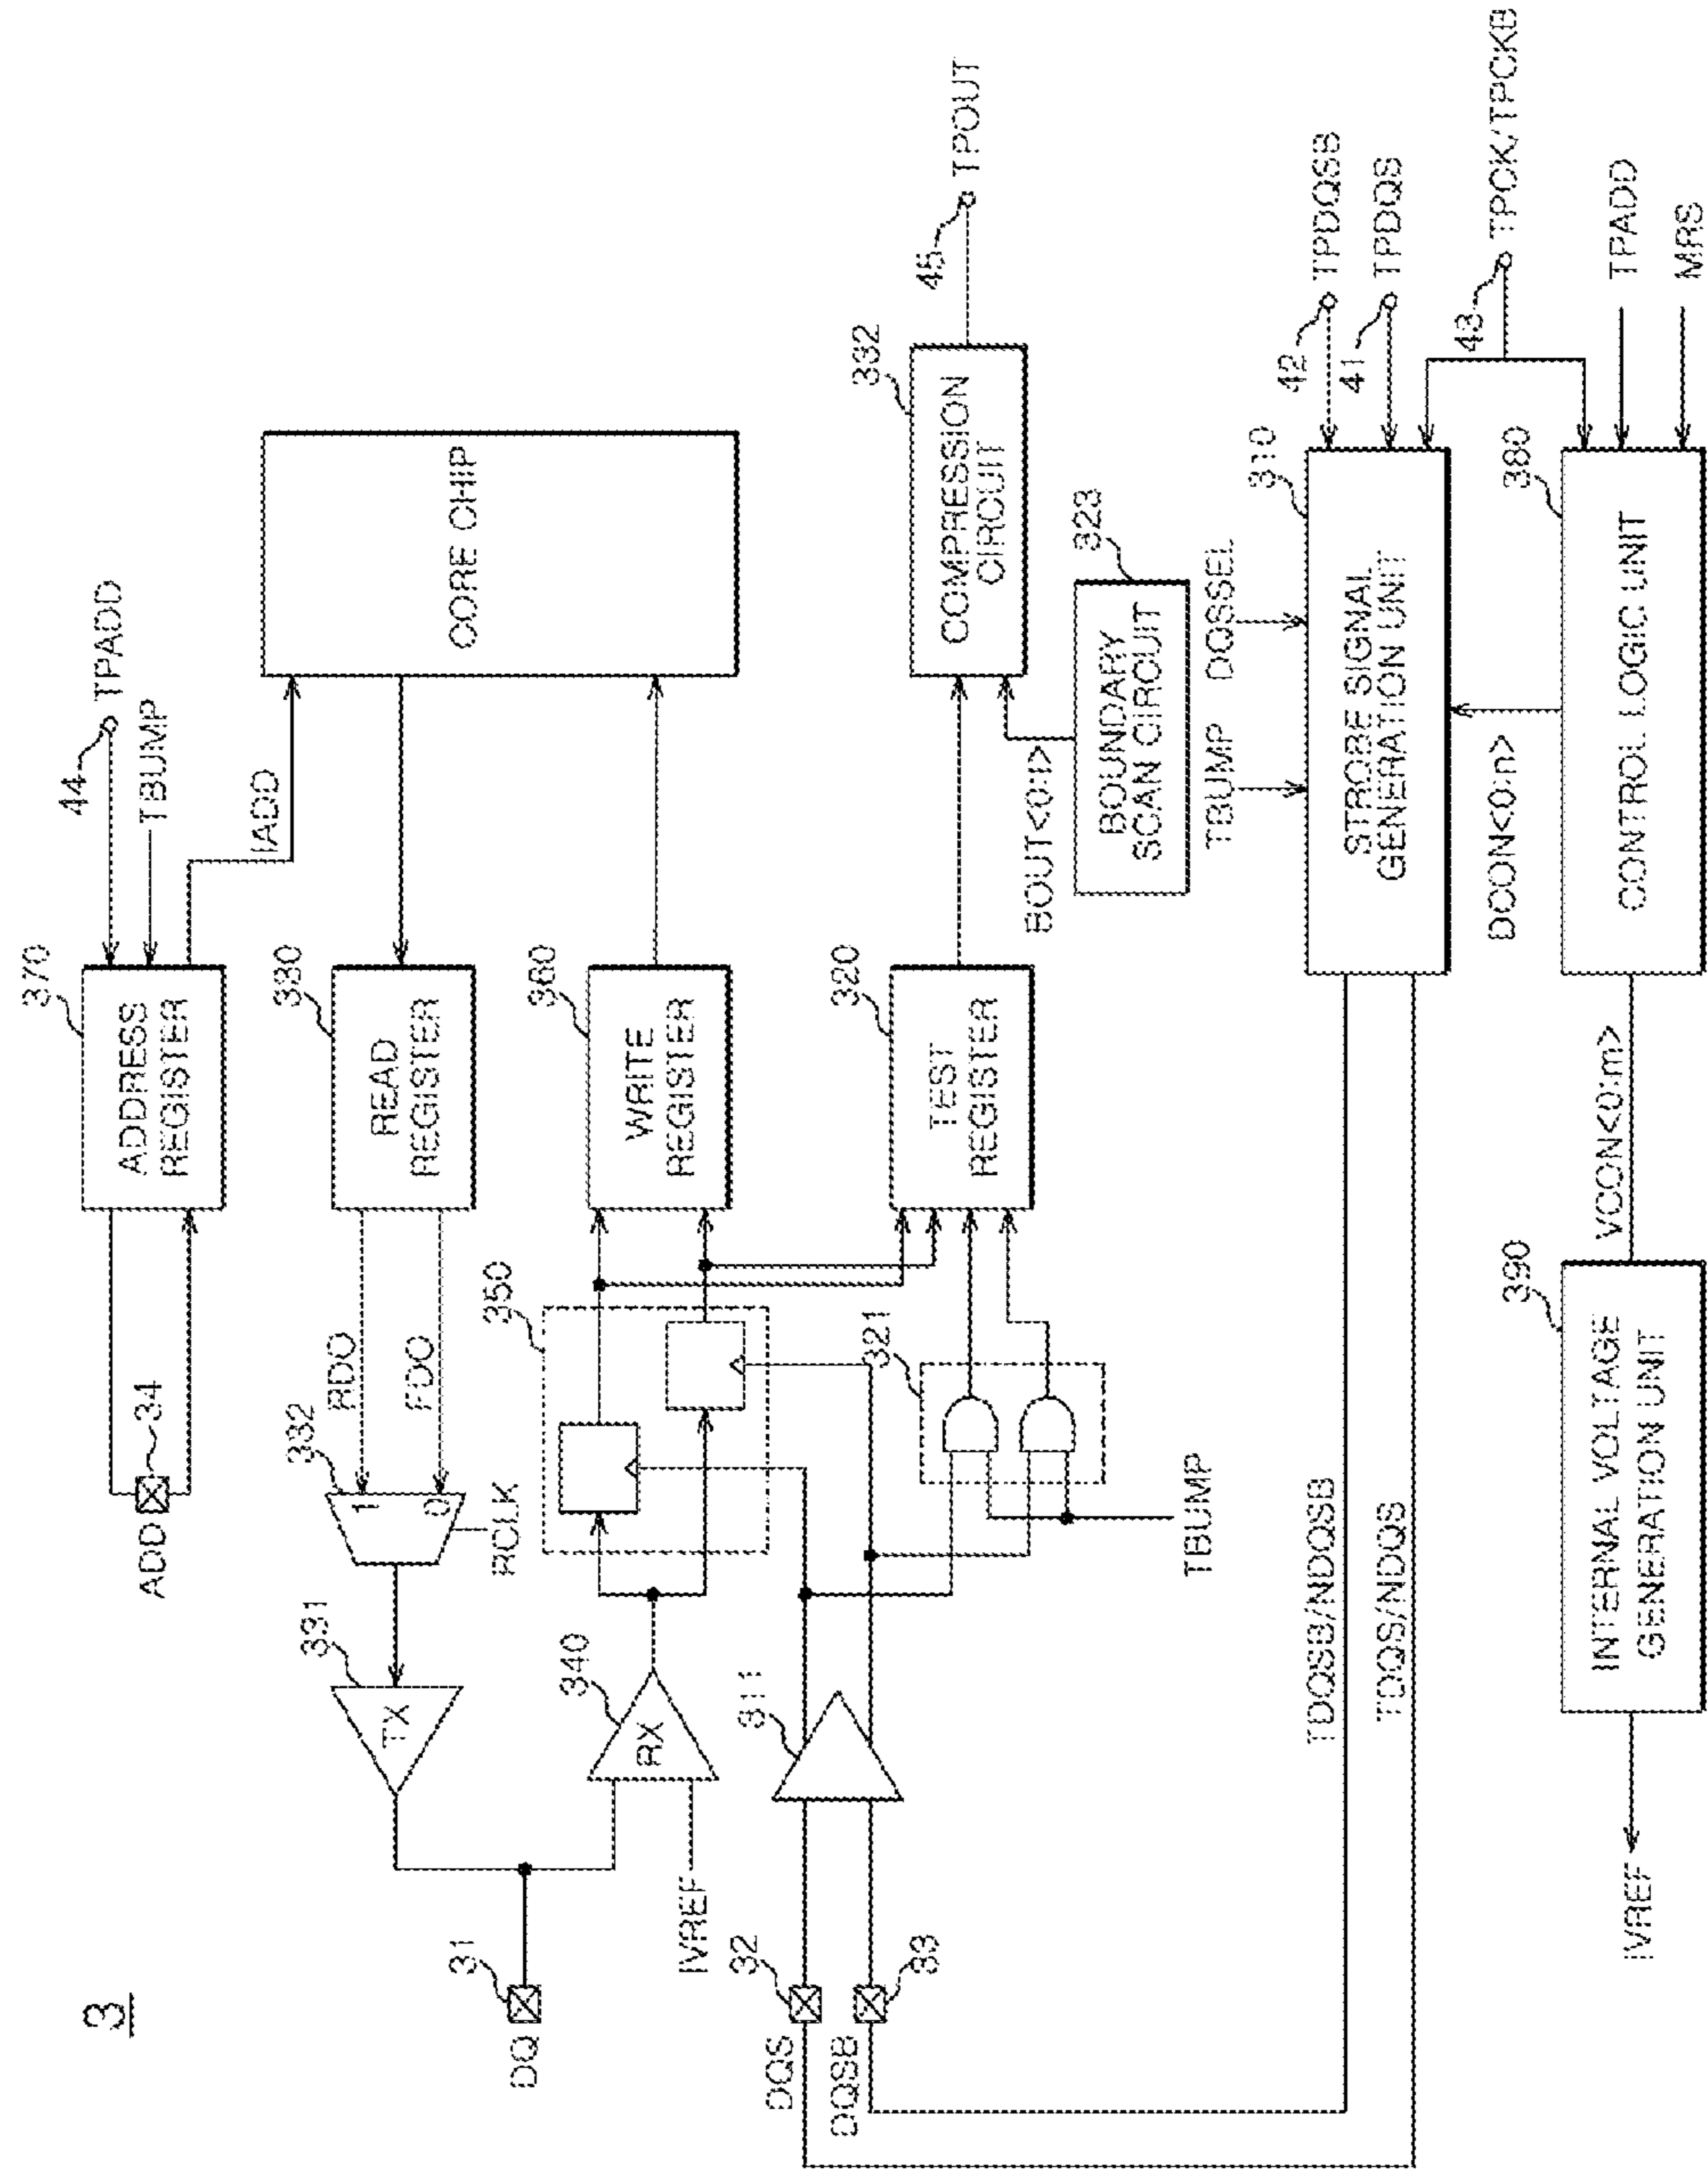 3
ADD
34
ADDRESS
REGISTER
370
44
TPADD
TBUMP
IADD
DQ
31
TX
331
332
1
0
RCLK
RDO
FDO
READ
REGISTER
330
CORE CHIP
RX
340
IVREF
350
WRITE
REGISTER
360
DQS
32
DQSB
33
311
321
TBUMP
TEST
REGISTER
320
BOUT<0:l>
BOUNDARY
SCAN CIRCUIT
323
COMPRESSION
CIRCUIT
332
45
TPOUT
TDQSB/NDQSB
TDQS/NDQS
TBUMP
DQSSEL
STROBE SIGNAL
GENERATION UNIT
310
42
TPDQSB
41
TPDQS
43
TPCK/TPCKB
DCON<0:n>
IVREF
INTERNAL VOLTAGE
GENERATION UNIT
390
VCON<0:m>
CONTROL LOGIC UNIT
380
TPADD
MRS